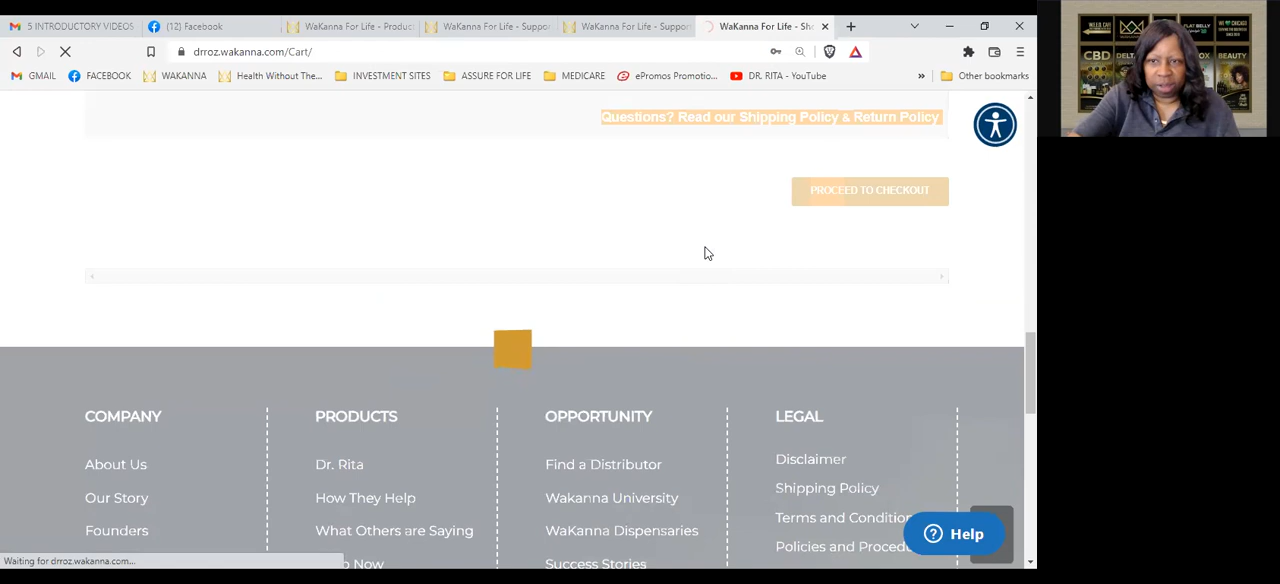 5 INTRODUCTORY VIDEOS (12) Facebook WaKanna For Life - Produc WaKanna For Life - Suppo WaKanna For Life - Suppor WaKanna For Life - Sh
drroz.wakanna.com/Cart/
GMAIL FACEBOOK WAKANNA Health Without The... INVESTMENT SITES ASSURE FOR LIFE MEDICARE ePromos Promotio... DR. RITA - YouTube » Other bookmarks
CBD
BEAUTY
Questions? Read our Shipping Policy & Return Policy
PROCEED TO CHECKOUT
COMPANY PRODUCTS OPPORTUNITY LEGAL
About Us Dr. Rita Find a Distributor Disclaimer
Our Story How They Help Wakanna University Shipping Policy
Founders What Others are Saying WaKanna Dispensaries Terms and Condition
Policies and Proced
Now Success Stories
Help
Waiting for drroz.wakanna.com...